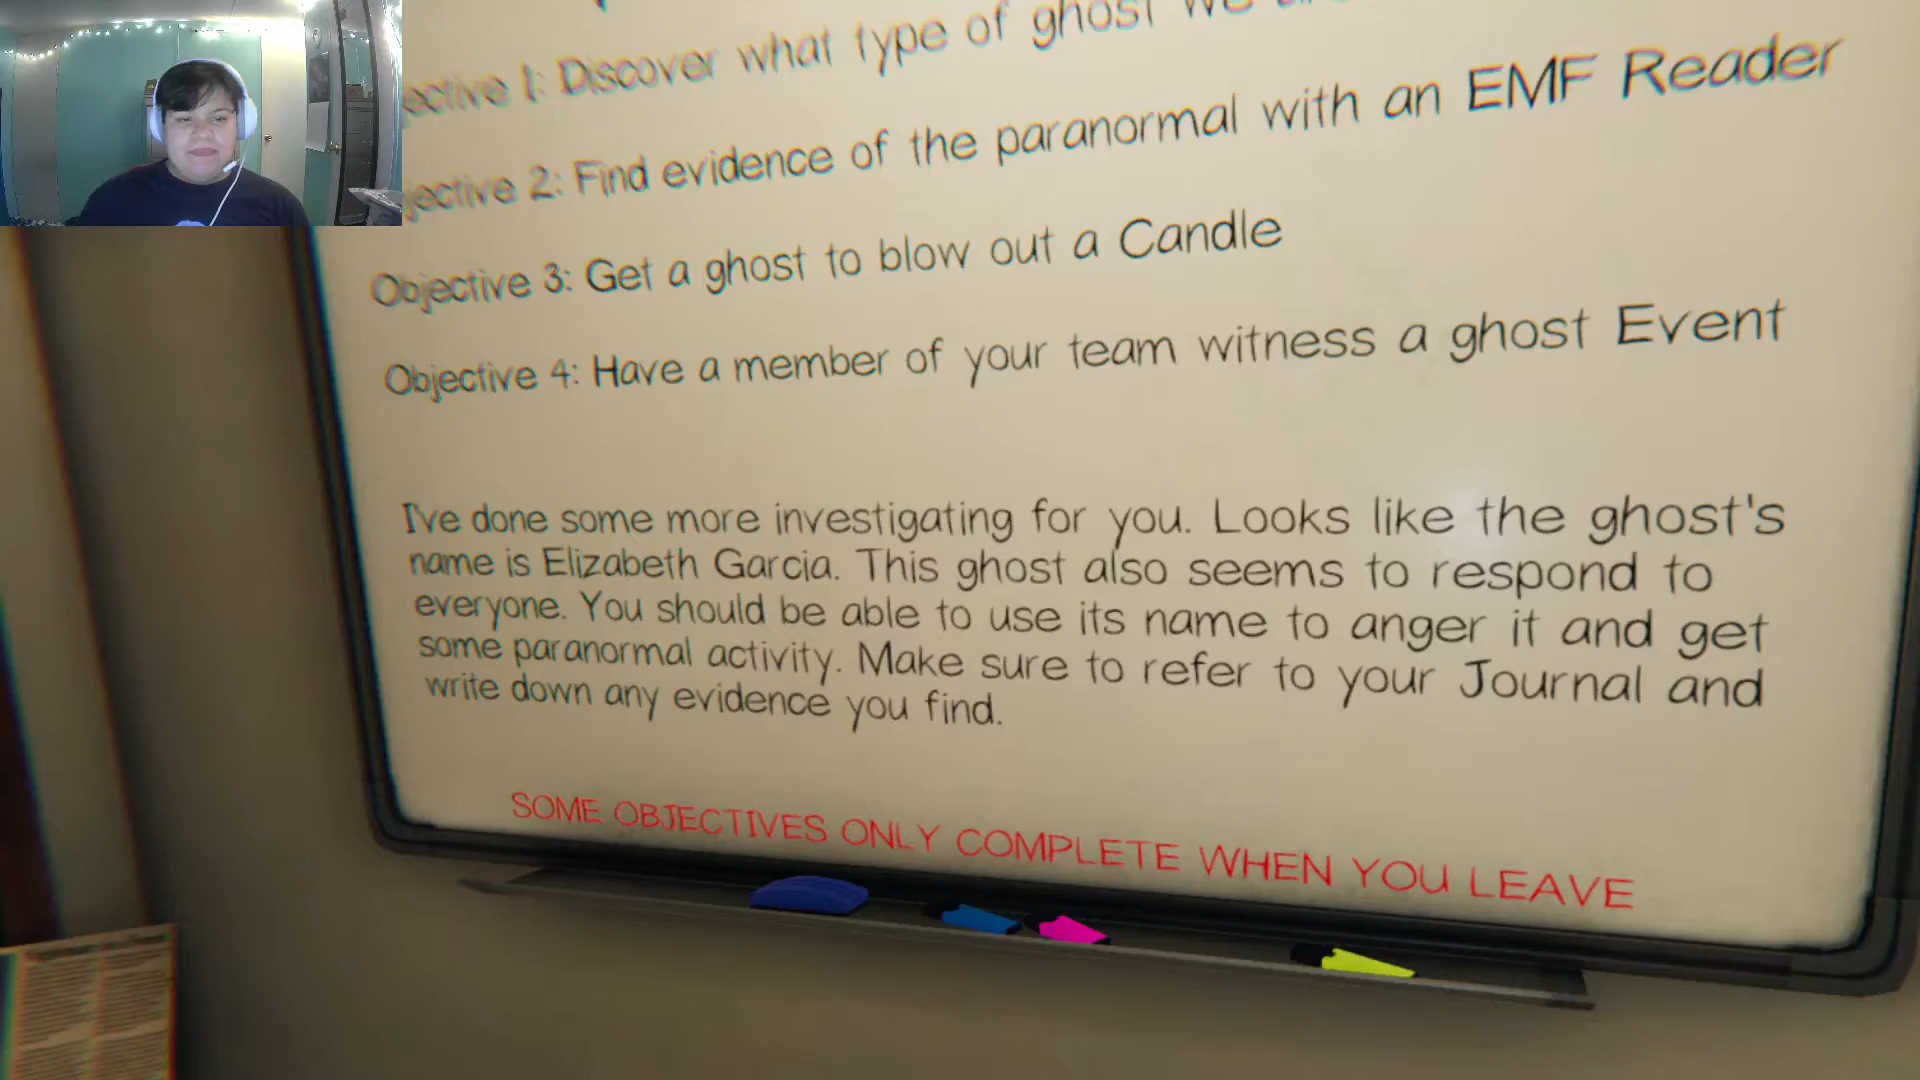 ective 1: Discover what type of ghost we
jective 2: Find evidence of the paranormal with an EMF Reader
Objective 3: Get a ghost to blow out a Candle
Objective 4: Have a member of your team witness a ghost Event
I've done some more investigating for you. Looks like the ghost's
name is Elizabeth Garcia. This ghost also seems to respond to
everyone. You should be able to use its name to anger it and get
some paranormal activity. Make sure to refer to your Journal and
write down any evidence you find.
SOME OBJECTIVES ONLY COMPLETE WHEN YOU LEAVE